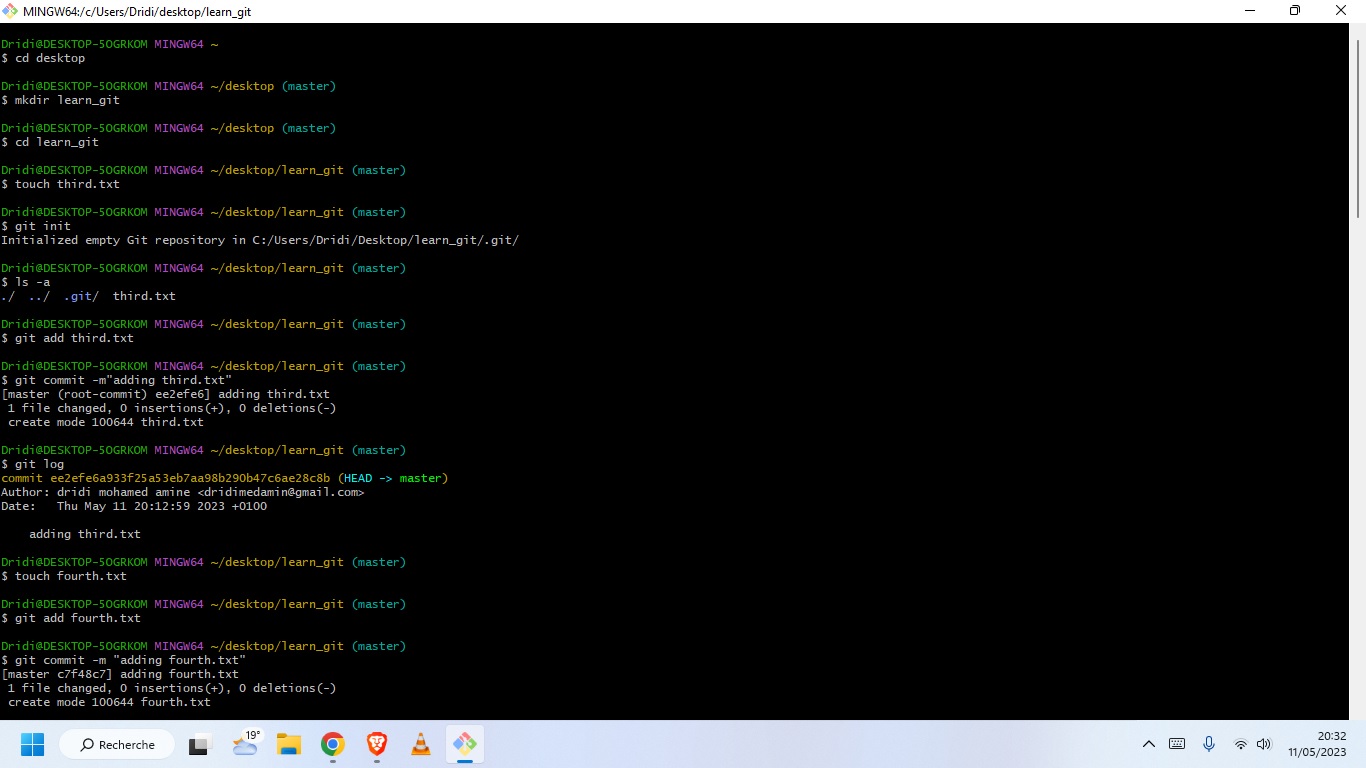 MINGW64:/c/Users/Dridi/desktop/learn_git
Dridi@DESKTOP-5OGRKOM MINGW64 ~
$ cd desktop
Dridi@DESKTOP-5OGRKOM MINGW64 ~/desktop (master)
$ mkdir learn_git
Dridi@DESKTOP-5OGRKOM MINGW64 ~/desktop (master)
$ cd learn_git
Dridi@DESKTOP-5OGRKOM MINGW64 ~/desktop/learn_git (master)
$ touch third.txt
Dridi@DESKTOP-5OGRKOM MINGW64 ~/desktop/learn_git (master)
$ git init
Initialized empty Git repository in C:/Users/Dridi/Desktop/learn_git/.git/
Dridi@DESKTOP-5OGRKOM MINGW64 ~/desktop/learn_git (master)
$ ls -a
./  ../  .git/  third.txt
Dridi@DESKTOP-5OGRKOM MINGW64 ~/desktop/learn_git (master)
$ git add third.txt
Dridi@DESKTOP-5OGRKOM MINGW64 ~/desktop/learn_git (master)
$ git commit -m"adding third.txt"
[master (root-commit) ee2efe6] adding third.txt
 1 file changed, 0 insertions(+), 0 deletions(-)
 create mode 100644 third.txt
Dridi@DESKTOP-5OGRKOM MINGW64 ~/desktop/learn_git (master)
$ git log
commit ee2efe6a933f25a53eb7aa98b290b47c6ae28c8b (HEAD -> master)
Author: dridi mohamed amine <dridimedamin@gmail.com>
Date:   Thu May 11 20:12:59 2023 +0100
    adding third.txt
Dridi@DESKTOP-5OGRKOM MINGW64 ~/desktop/learn_git (master)
$ touch fourth.txt
Dridi@DESKTOP-5OGRKOM MINGW64 ~/desktop/learn_git (master)
$ git add fourth.txt
Dridi@DESKTOP-5OGRKOM MINGW64 ~/desktop/learn_git (master)
$ git commit -m "adding fourth.txt"
[master c7f48c7] adding fourth.txt
 1 file changed, 0 insertions(+), 0 deletions(-)
 create mode 100644 fourth.txt
Recherche
19°
20:32
11/05/2023